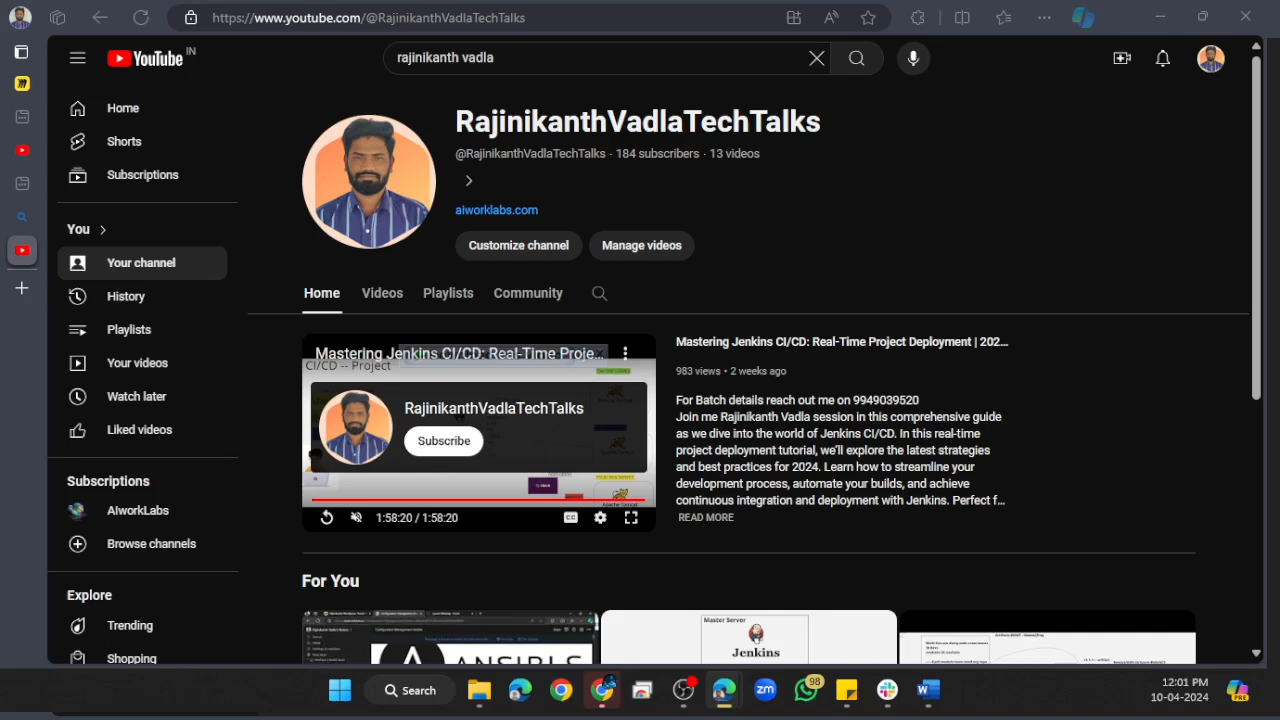 https://www.youtube.com/@RajinikanthVadlaTechTalks
YouTube IN
rajinikanth vadla
Home
Shorts
Subscriptions
You
Your channel
History
Playlists
Your videos
Watch later
Liked videos
Subscriptions
AIworkLabs
Browse channels
Explore
Trending
Shopping
RajinikanthVadlaTechTalks
@RajinikanthVadlaTechTalks · 184 subscribers · 13 videos
aiworklabs.com
Customize channel
Manage videos
Home Videos Playlists Community
Mastering Jenkins CI/CD: Real-Time Proje...
CI/CD -- Project
RajinikanthVadlaTechTalks
Subscribe
1:58:20 / 1:58:20
CC
Mastering Jenkins CI/CD: Real-Time Project Deployment | 202...
983 views • 2 weeks ago
For Batch details reach out me on 9949039520
Join me Rajinikanth Vadla session in this comprehensive guide
as we dive into the world of Jenkins CI/CD. In this real-time
project deployment tutorial, we'll explore the latest strategies
and best practices for 2024. Learn how to streamline your
development process, automate your builds, and achieve
continuous integration and deployment with Jenkins. Perfect f...
READ MORE
For You
Master Server
Jenkins
Search
zm
98
12:01 PM
10-04-2024
PRE